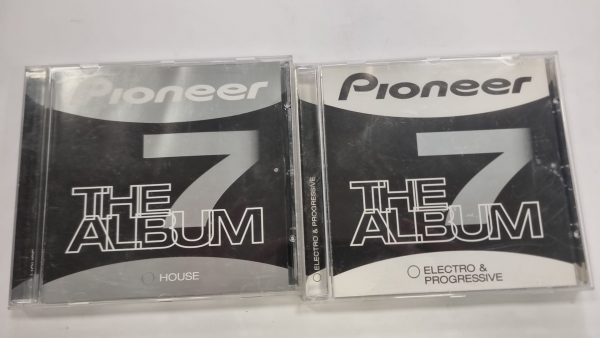 Pioneer
7
THE
ALBUM
HOUSE
Pioneer
7
THE
ALBUM
ELECTRO &
PROGRESSIVE
ELECTRO & PROGRESSIVE